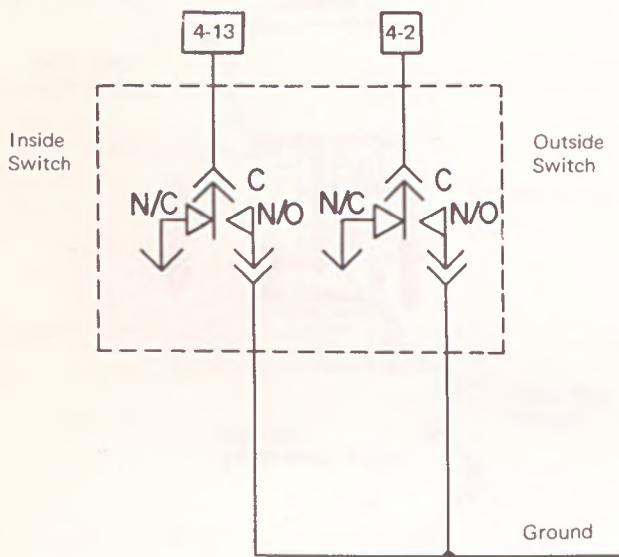 4-13
4-2
Inside
Switch
Outside
Switch
C
C
N/C
N/O
N/C
N/O
Ground